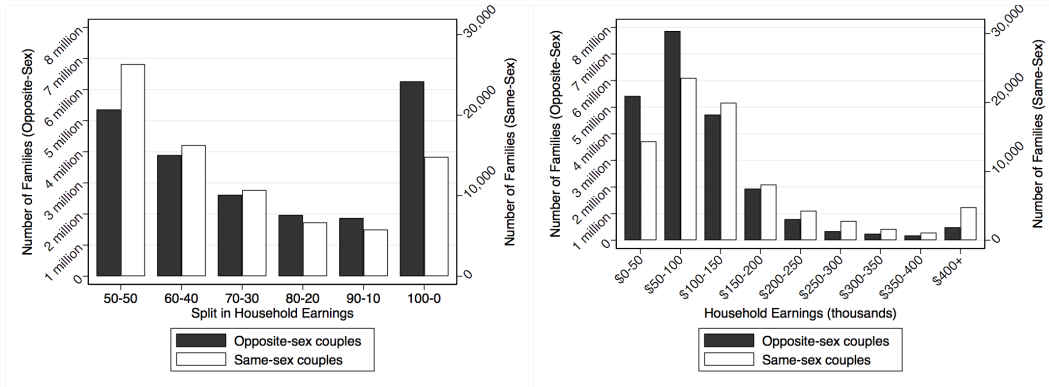 Number of Families (Opposite-Sex)
8 million
7 million
6 million
5 million
4 million
3 million
2 million
1 million
0
30,000
20,000
10,000
0
Number of Families (Same-Sex)
50-50 60-40 70-30 80-20 90-10 100-0
Split in Household Earnings
Opposite-sex couples
Same-sex couples
Number of Families (Opposite-Sex)
8 million
7 million
6 million
5 million
4 million
3 million
2 million
1 million
0
30,000
20,000
10,000
0
Number of Families (Same-Sex)
$0-50 $50-100 $100-150 $150-200 $200-250 $250-300 $300-350 $350-400 $400+
Household Earnings (thousands)
Opposite-sex couples
Same-sex couples